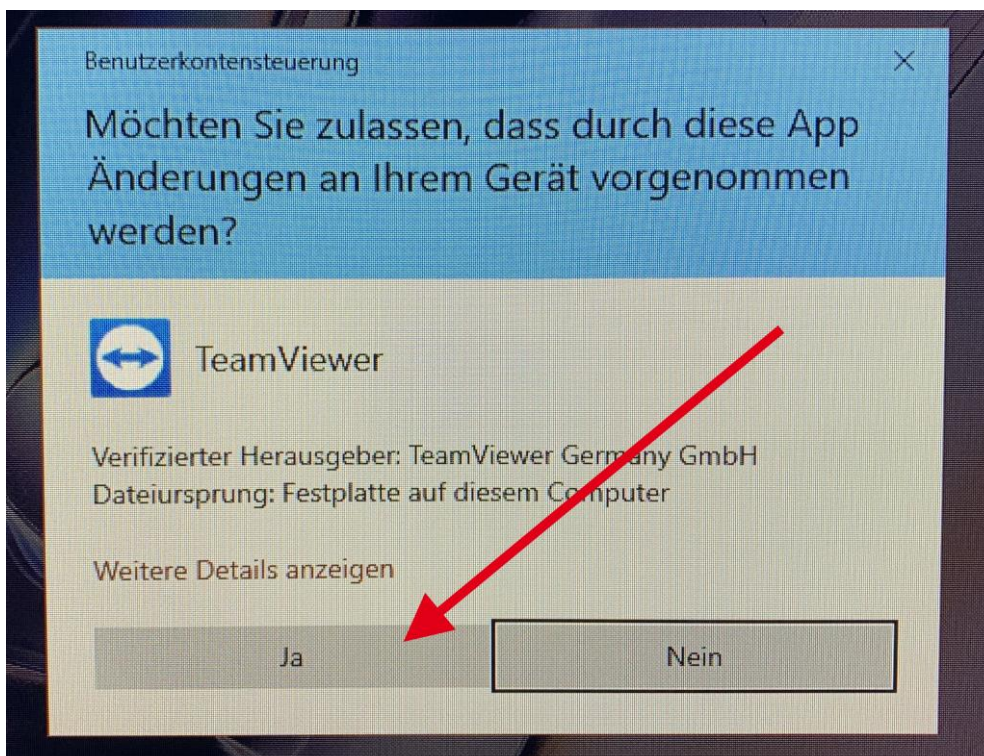 Benutzerkontensteuerung
Möchten Sie zulassen, dass durch diese App
Änderungen an Ihrem Gerät vorgenommen
werden?
TeamViewer
Verifizierter Herausgeber: TeamViewer Germany GmbH
Dateiursprung: Festplatte auf diesem Computer
Weitere Details anzeigen
Ja
Nein